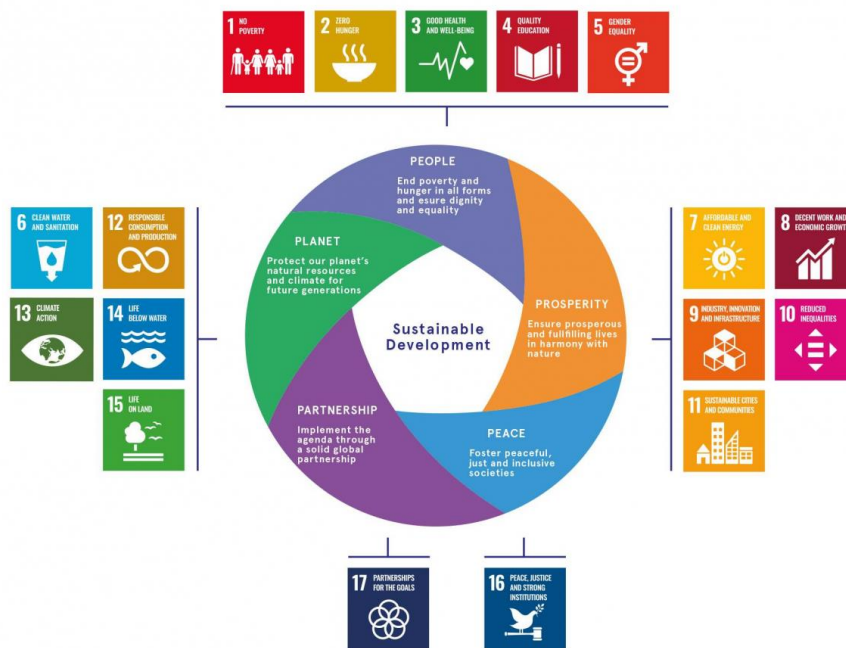 1 NO
POVERTY
2 ZERO
HUNGER
3 GOOD HEALTH
AND WELL-BEING
4 QUALITY
EDUCATION
5 GENDER
EQUALITY
PEOPLE
End poverty and
hunger in all forms
and esure dignity
and equality
6 CLEAN WATER
AND SANITATION
12 RESPONSIBLE
CONSUMPTION
AND PRODUCTION
13 CLIMATE
ACTION
14 LIFE
BELOW WATER
15 LIFE
ON LAND
PLANET
Protect our planet's
natural resources
and climate for
future generations
Sustainable
Development
PROSPERITY
Ensure prosperous
and fullfilling lives
in harmony with
nature
7 AFFORDABLE AND
CLEAN ENERGY
8 DECENT WORK AND
ECONOMIC GROWTH
9 INDUSTRY, INNOVATION
AND INFRASTRUCTURE
10 REDUCED
INEQUALITIES
11 SUSTAINABLE CITIES
AND COMMUNITIES
PARTNERSHIP
Implement the
agenda through
a solid global
partnership
PEACE
Foster peaceful,
just and inclusive
societies
17 PARTNERSHIPS
FOR THE GOALS
16 PEACE, JUSTICE
AND STRONG
INSTITUTIONS